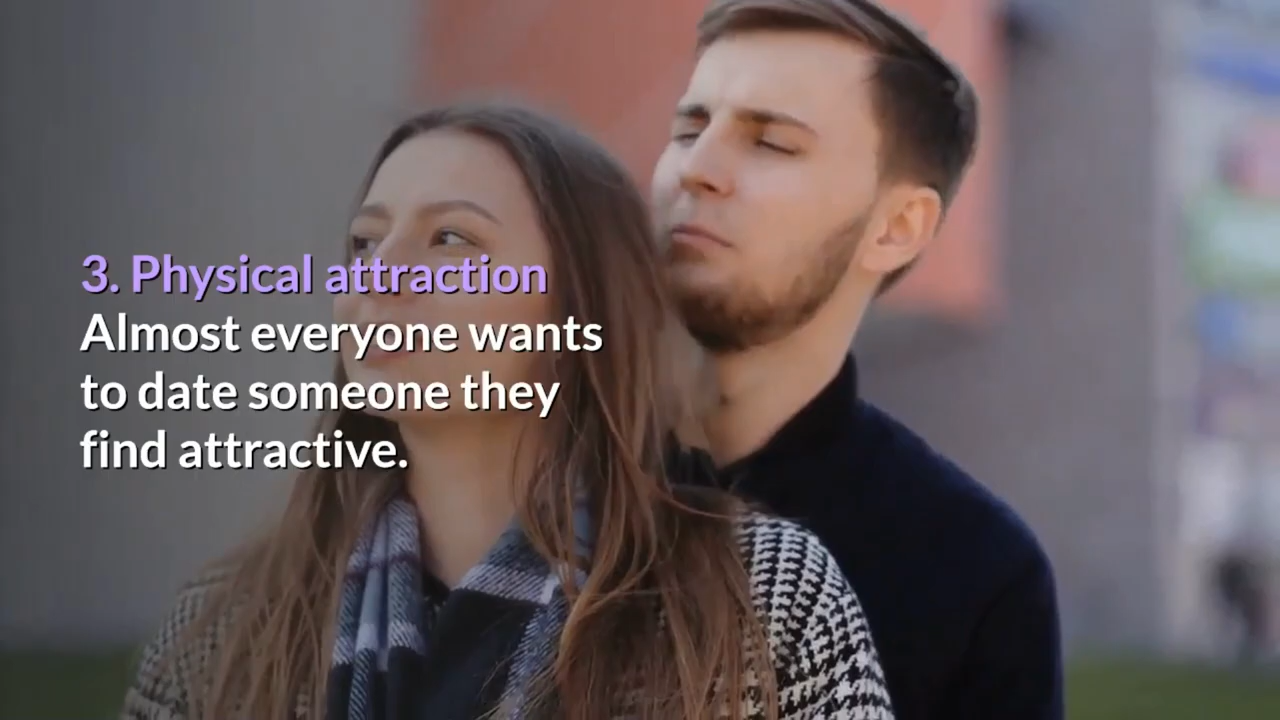 3. Physical attraction
Almost everyone wants
to date someone they
find attractive.